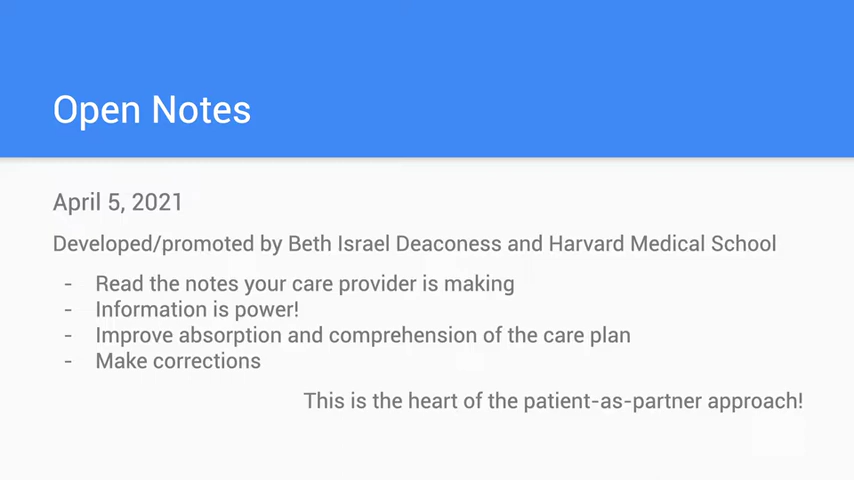 Open Notes
April 5, 2021
Developed/promoted by Beth Israel Deaconess and Harvard Medical School
- Read the notes your care provider is making
- Information is power!
- Improve absorption and comprehension of the care plan
- Make corrections
This is the heart of the patient-as-partner approach!